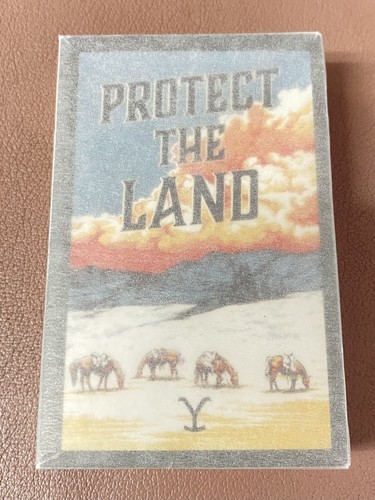 PROTECT
THE
LAND
Y